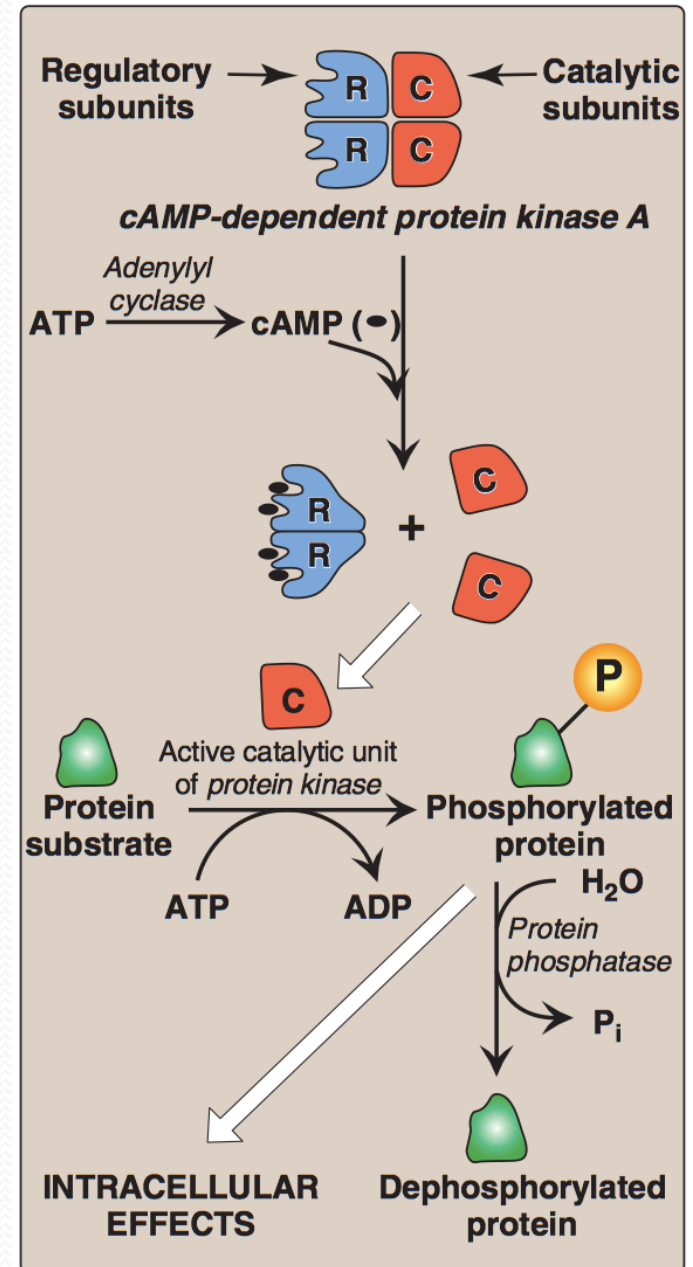 Regulatory
subunits
R
C
Catalytic
subunits
R
C
cAMP-dependent protein kinase A
Adenylyl
cyclase
ATP
cAMP ( )
R
R
+
C
C
C
P
Active catalytic unit
of protein kinase
Protein
substrate
Phosphorylated
protein
ATP
ADP
H₂O
Protein
phosphatase
Pᵢ
INTRACELLULAR
EFFECTS
Dephosphorylated
protein